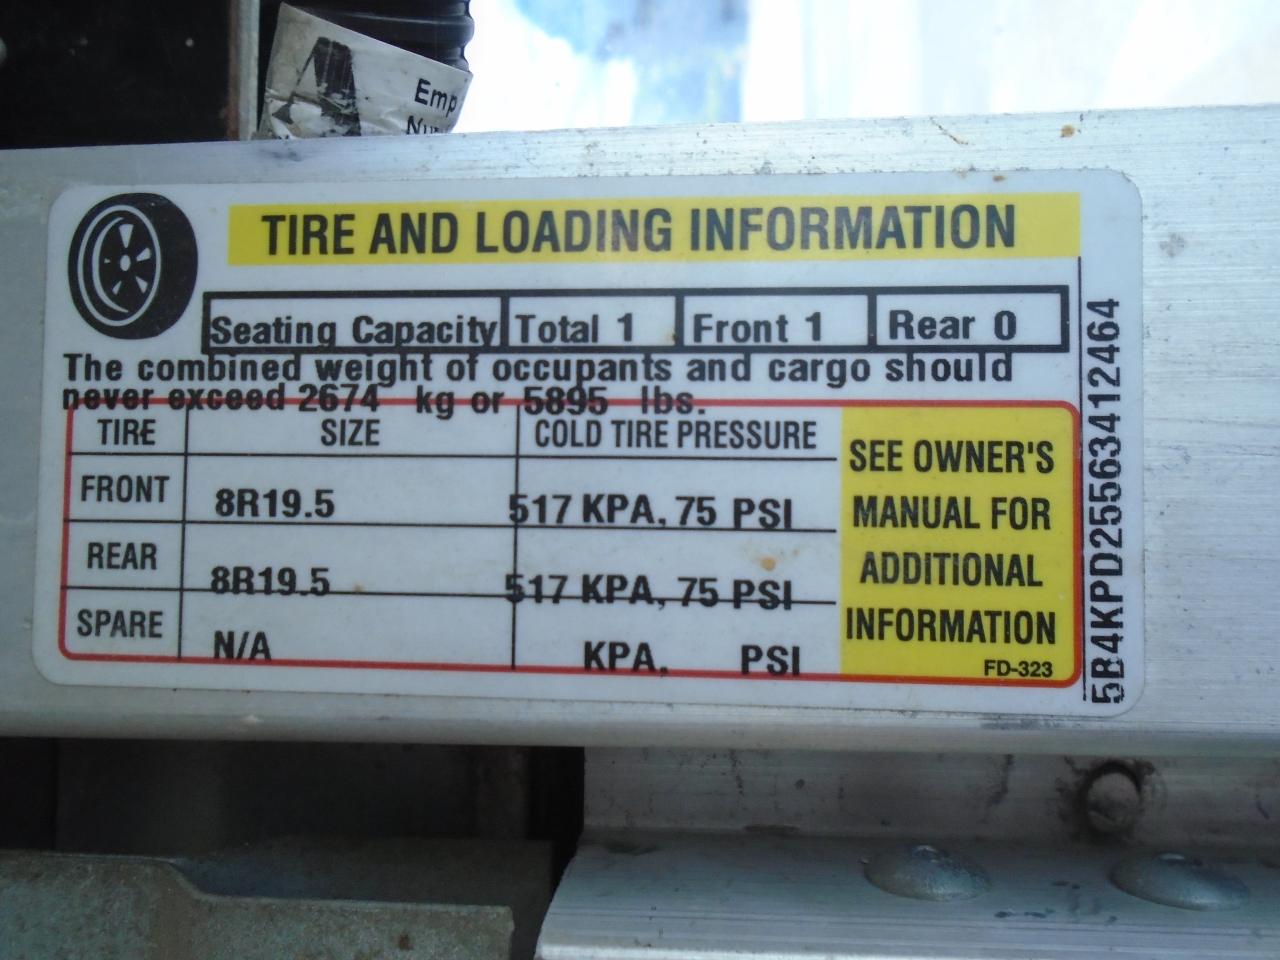 Emp
TIRE AND LOADING INFORMATION
Seating Capacity Total 1 Front 1 Rear 0
The combined weight of occupants and cargo should
never exceed 2674 kg or 5895 lbs.
TIRE SIZE COLD TIRE PRESSURE
FRONT 8R19.5 517 KPA, 75 PSI
REAR 8R19.5 517 KPA, 75 PSI
SPARE N/A KPA, PSI
SEE OWNER'S
MANUAL FOR
ADDITIONAL
INFORMATION
FD-323
5B4KPD2556341​2464